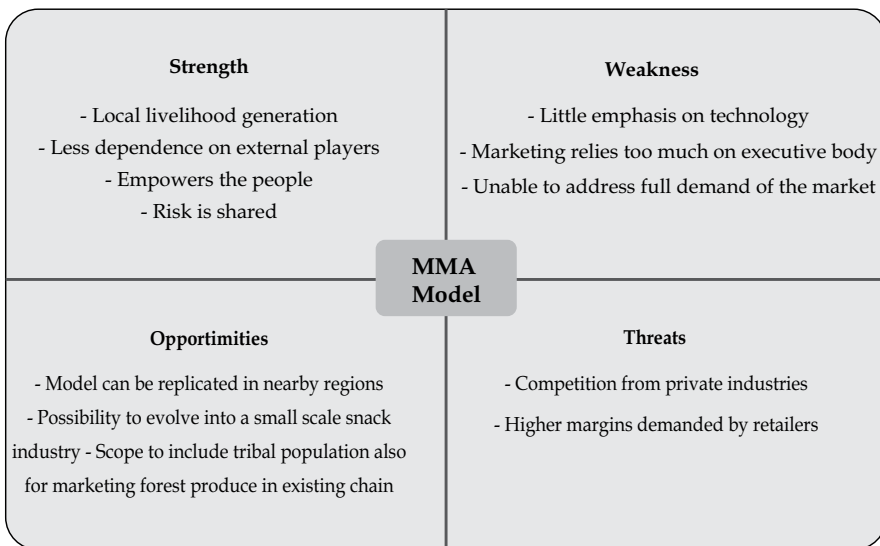 Strength
- Local livelihood generation
- Less dependence on external players
- Empowers the people
- Risk is shared
Weakness
- Little emphasis on technology
- Marketing relies too much on executive body
- Unable to address full demand of the market
MMA
Model
Opportimities
- Model can be replicated in nearby regions
- Possibility to evolve into a small scale snack
industry - Scope to include tribal population also
for marketing forest produce in existing chain
Threats
- Competition from private industries
- Higher margins demanded by retailers